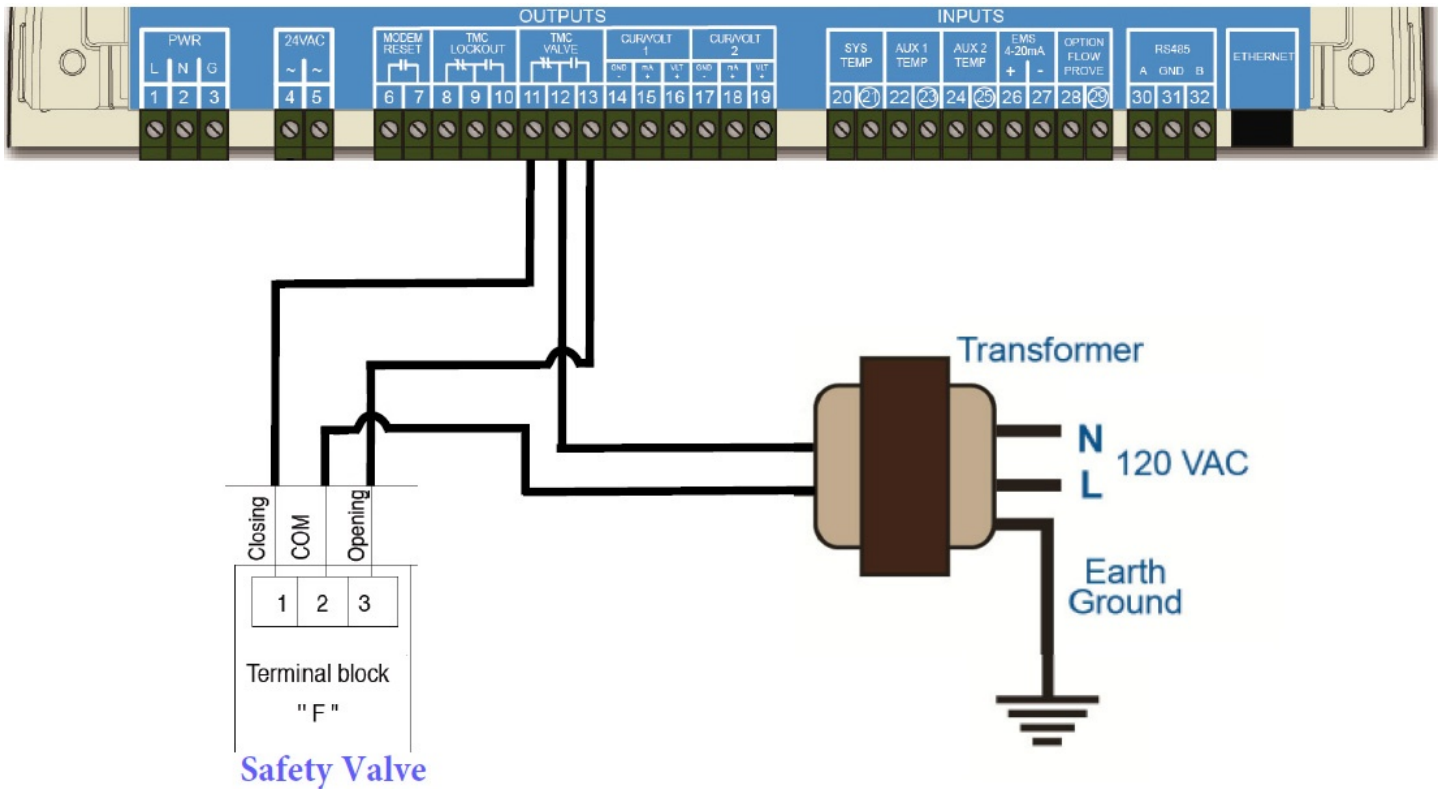 OUTPUTS
INPUTS
PWR
L N G
24VAC
~ ~
MODEM
RESET
TMC
LOCKOUT
TMC
VALVE
CUR/VOLT
1
GND mA VLT
- + +
CUR/VOLT
2
GND mA VLT
- + +
SYS
TEMP
AUX 1
TEMP
AUX 2
TEMP
EMS
4-20mA
+ -
OPTION
FLOW
PROVE
RS485
A GND B
ETHERNET
1 2 3 4 5 6 7 8 9 10 11 12 13 14 15 16 17 18 19 20 21 22 23 24 25 26 27 28 29 30 31 32
Transformer
N
L
120 VAC
Earth
Ground
Closing
COM
Opening
1 2 3
Terminal block
"F"
Safety Valve